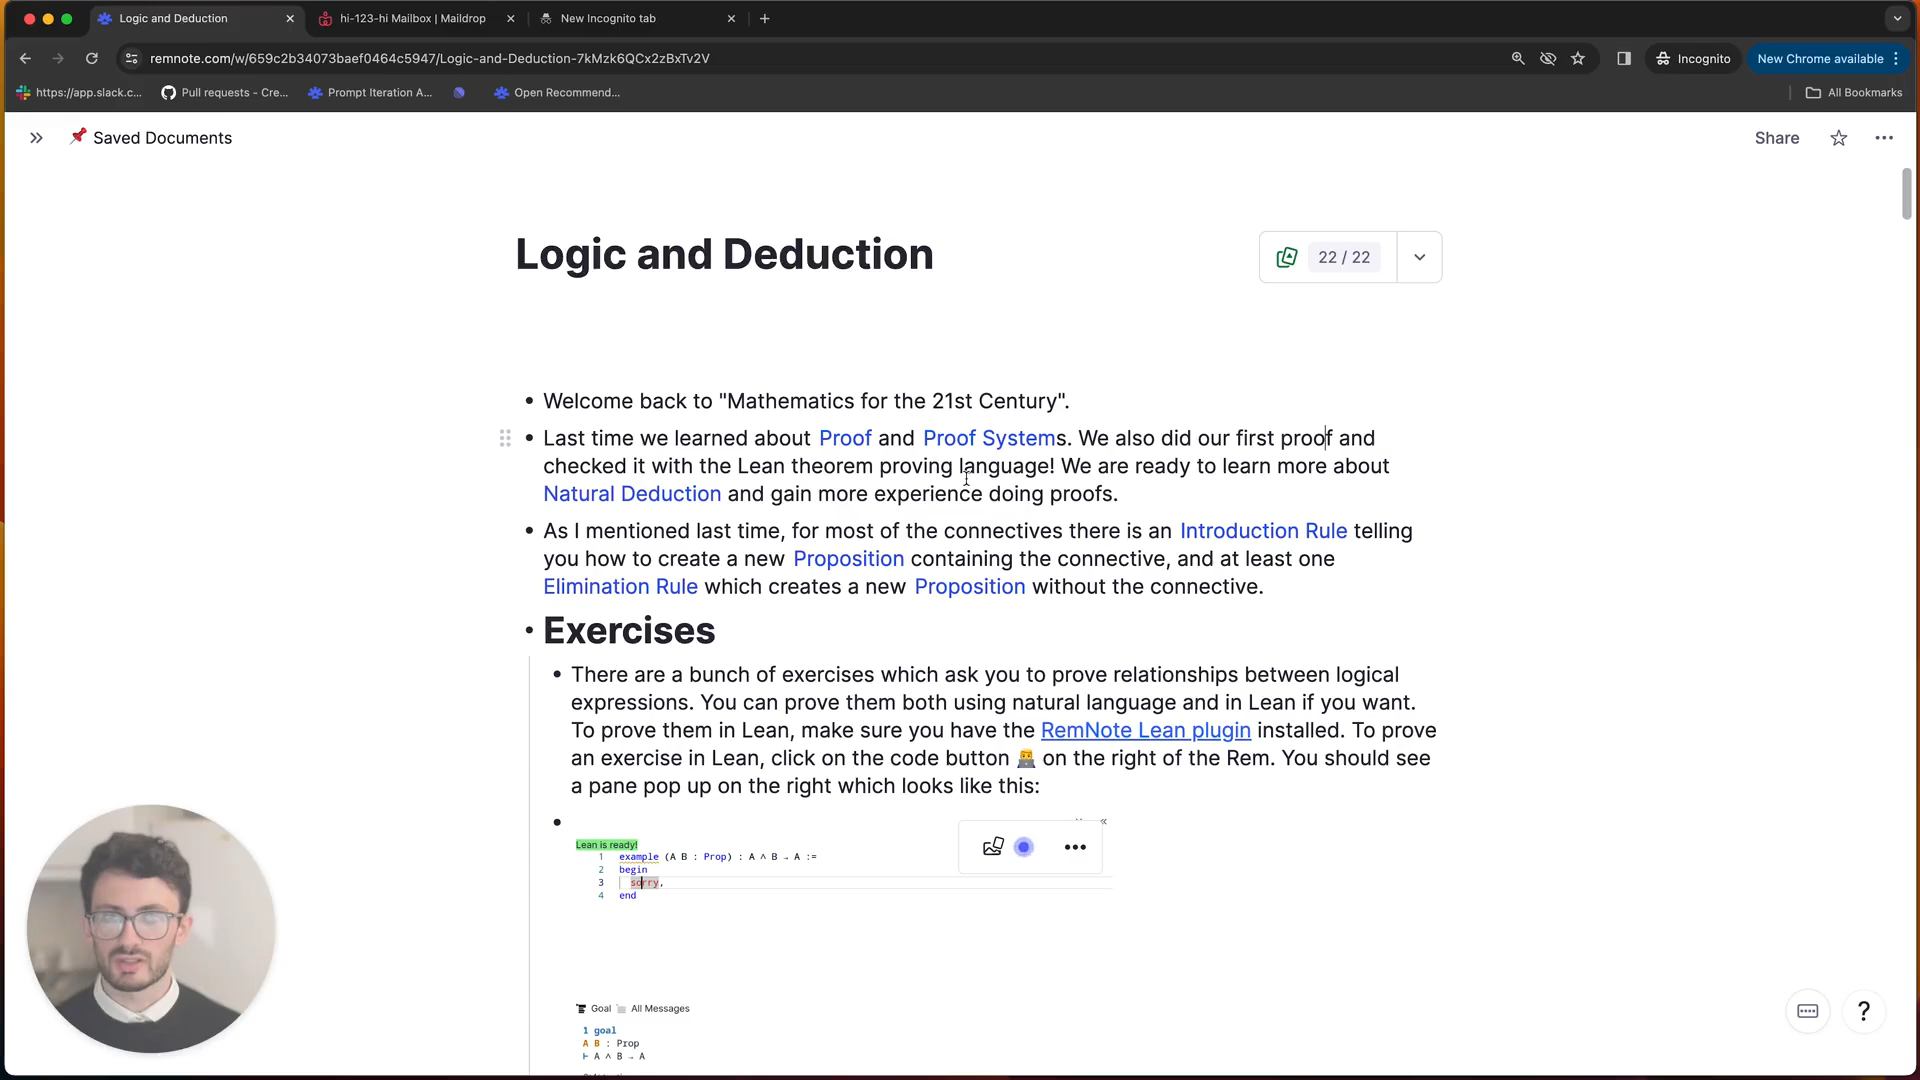 Logic and Deduction
hi-123-hi Mailbox | Maildrop
New Incognito tab
remnote.com/w/659c2b34073baef0464c5947/Logic-and-Deduction-7kMzk6QCx2zBxTv2V
Incognito
New Chrome available
https://app.slack.c...
Pull requests - Cre...
Prompt Iteration A...
Open Recommend...
All Bookmarks
Saved Documents
Share
Logic and Deduction
22 / 22
• Welcome back to "Mathematics for the 21st Century".
• Last time we learned about Proof and Proof Systems. We also did our first proof and
checked it with the Lean theorem proving language! We are ready to learn more about
Natural Deduction and gain more experience doing proofs.
• As I mentioned last time, for most of the connectives there is an Introduction Rule telling
you how to create a new Proposition containing the connective, and at least one
Elimination Rule which creates a new Proposition without the connective.
• Exercises
• There are a bunch of exercises which ask you to prove relationships between logical
expressions. You can prove them both using natural language and in Lean if you want.
To prove them in Lean, make sure you have the RemNote Lean plugin installed. To prove
an exercise in Lean, click on the code button 👨‍💻 on the right of the Rem. You should see
a pane pop up on the right which looks like this:
Lean is ready!
1 example (A B : Prop) : A ∧ B → A :=
2 begin
3 sorry,
4 end
Goal All Messages
1 goal
A B : Prop
⊢ A ∧ B → A
?